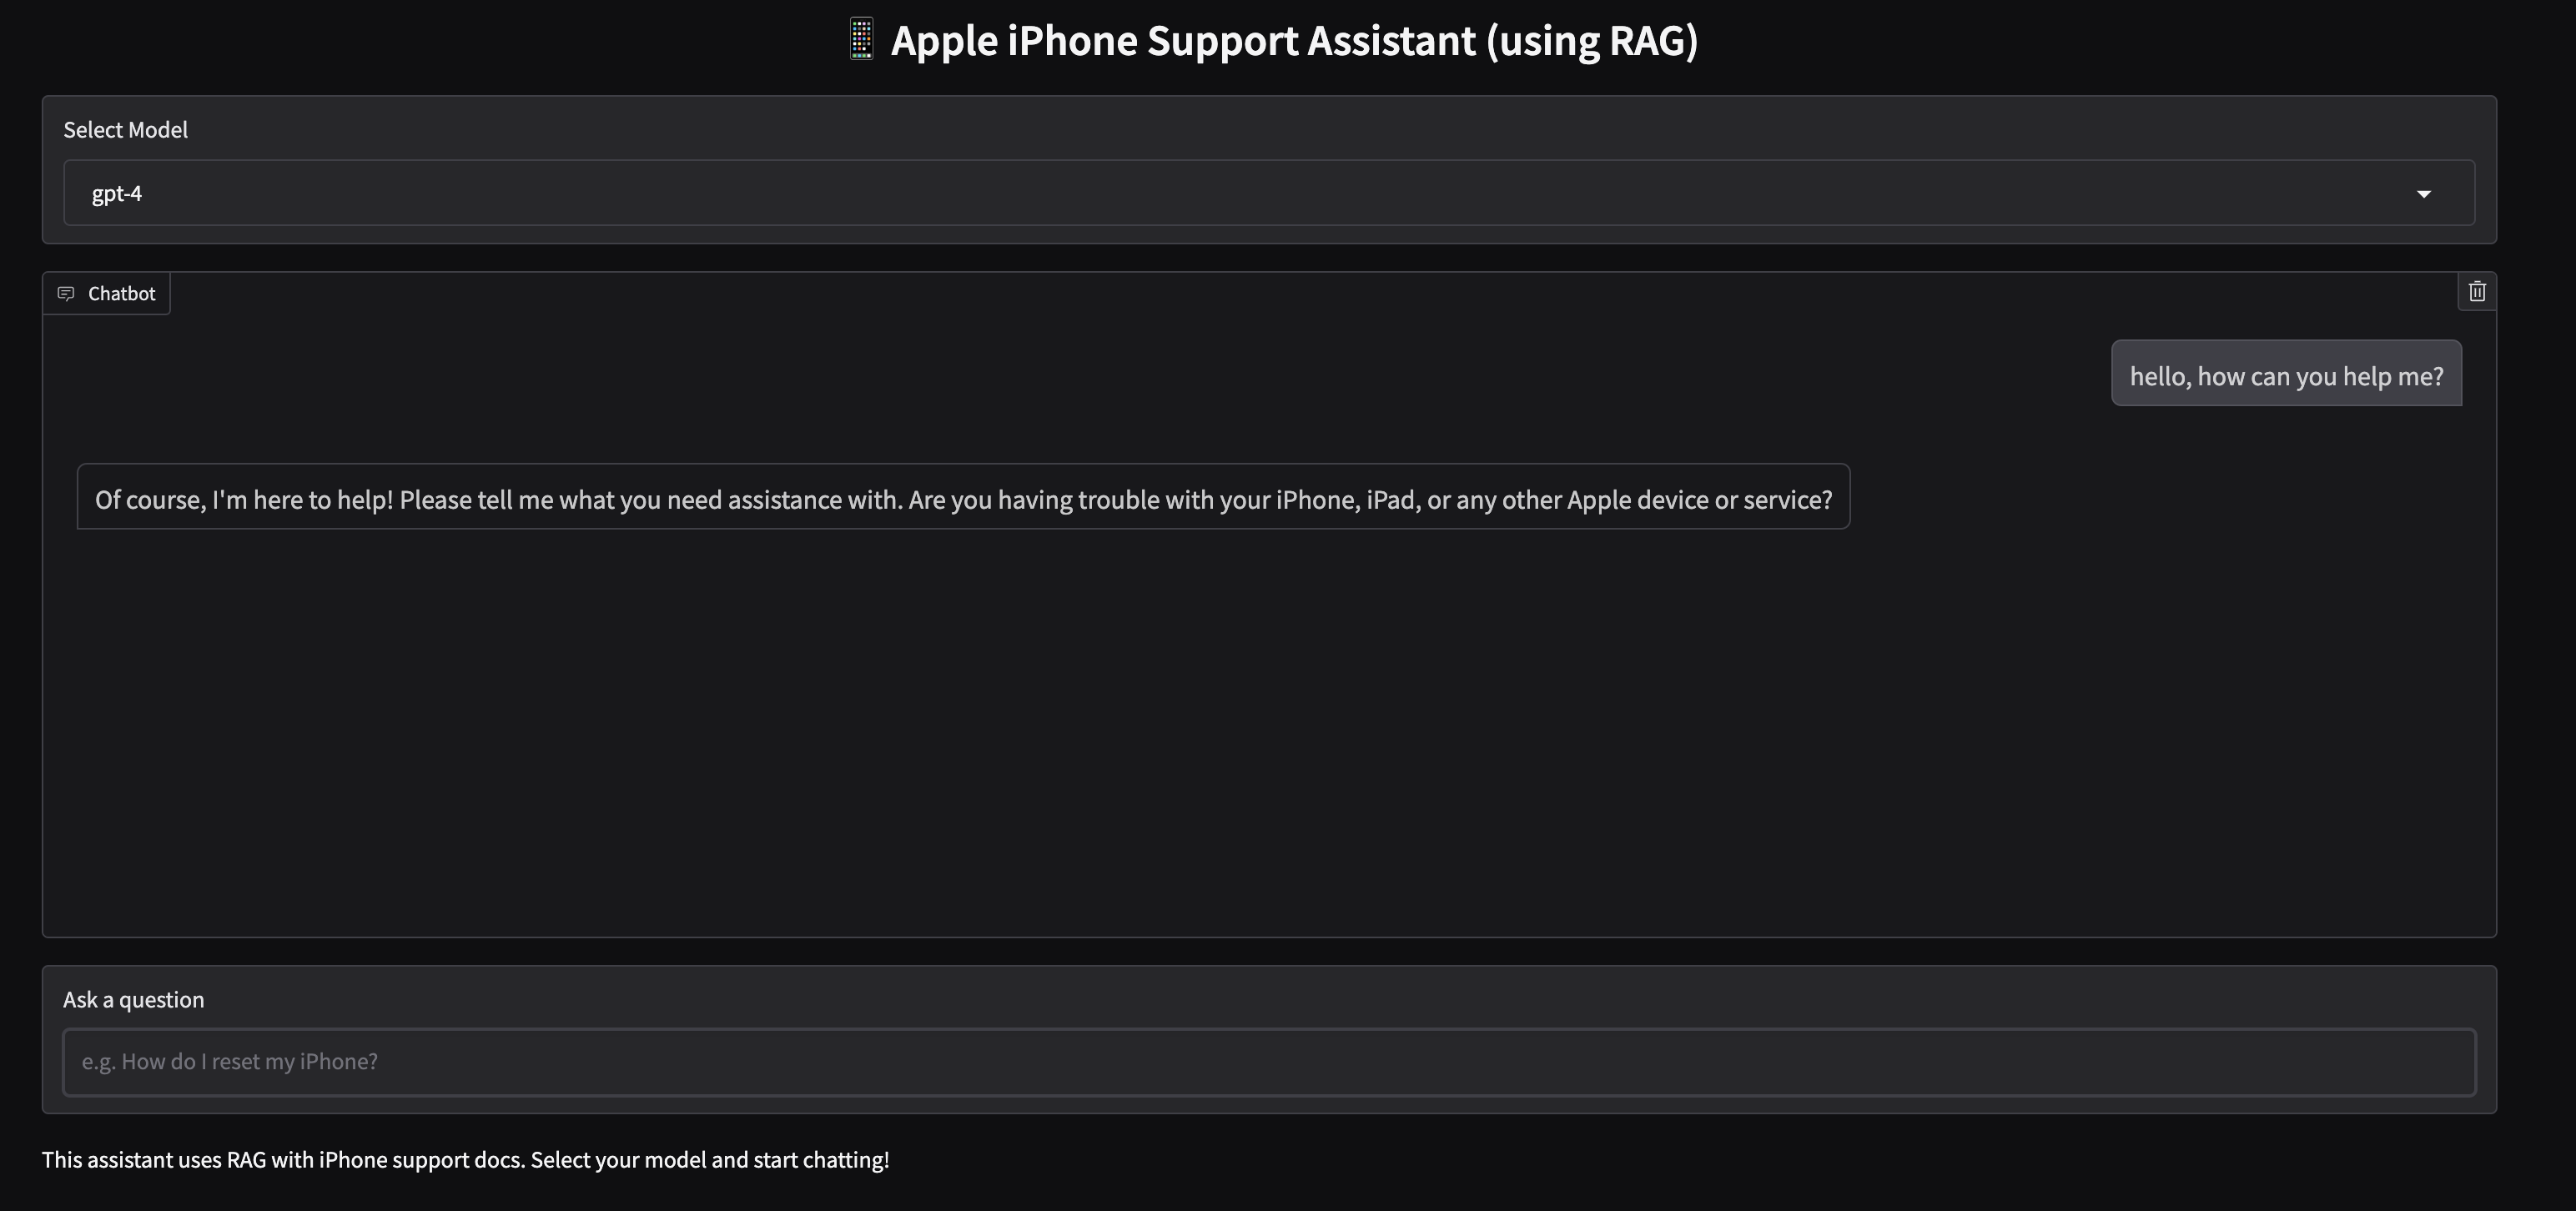 📱 Apple iPhone Support Assistant (using RAG)
Select Model
gpt-4
Chatbot
hello, how can you help me?
Of course, I'm here to help! Please tell me what you need assistance with. Are you having trouble with your iPhone, iPad, or any other Apple device or service?
Ask a question
e.g. How do I reset my iPhone?
This assistant uses RAG with iPhone support docs. Select your model and start chatting!